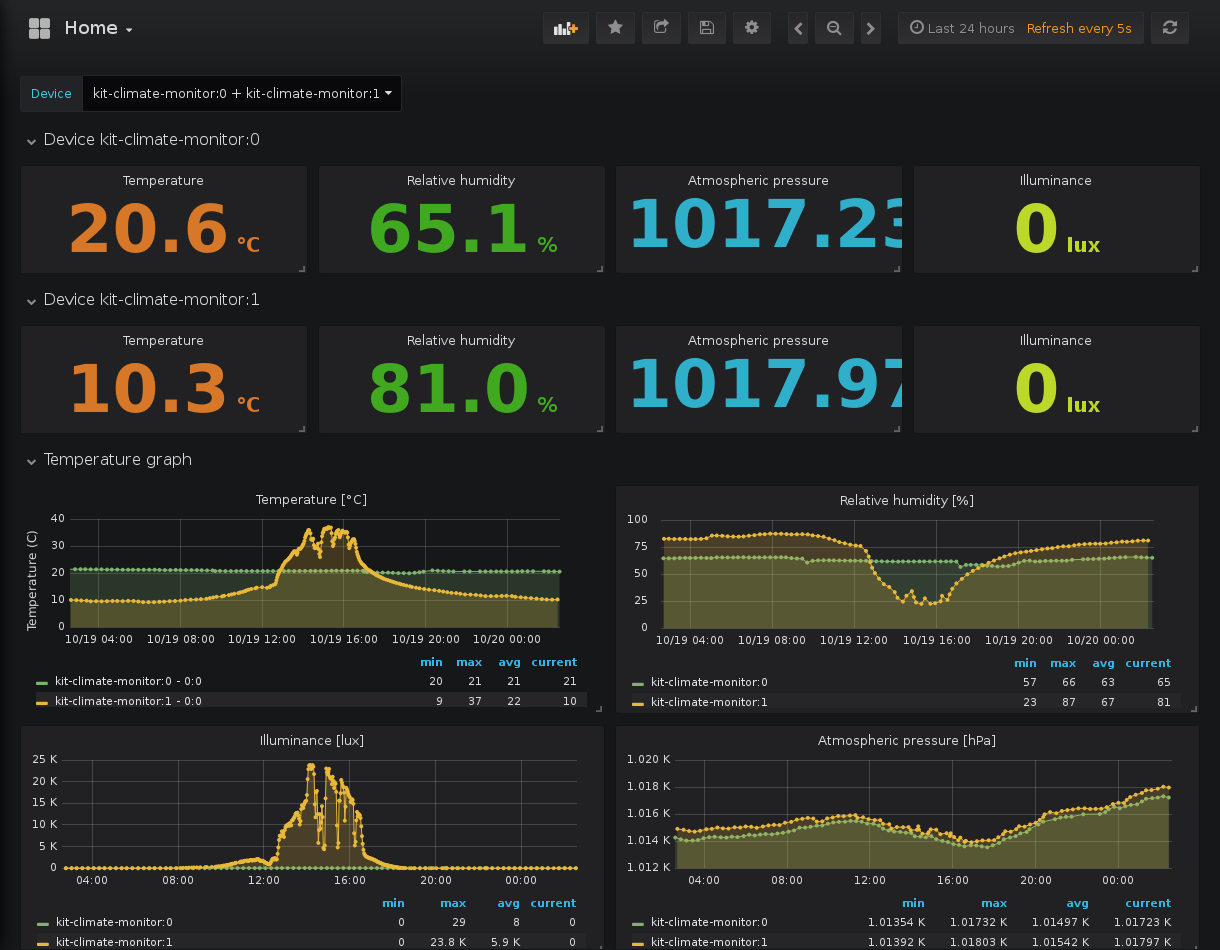 Home
Last 24 hours Refresh every 5s
Device kit-climate-monitor:0 + kit-climate-monitor:1
Device kit-climate-monitor:0
Temperature Relative humidity Atmospheric pressure Illuminance
20.6 °C 65.1 % 1017.23 0 lux
Device kit-climate-monitor:1
Temperature Relative humidity Atmospheric pressure Illuminance
10.3 °C 81.0 % 1017.97 0 lux
Temperature graph
Temperature [°C]
Temperature (C)
40
30
20
10
0
10/19 04:00 10/19 08:00 10/19 12:00 10/19 16:00 10/19 20:00 10/20 00:00
min max avg current
kit-climate-monitor:0 - 0:0 20 21 21 21
kit-climate-monitor:1 - 0:0 9 37 22 10
Relative humidity [%]
100
75
50
25
0
10/19 04:00 10/19 08:00 10/19 12:00 10/19 16:00 10/19 20:00 10/20 00:00
min max avg current
kit-climate-monitor:0 57 66 63 65
kit-climate-monitor:1 23 87 67 81
Illuminance [lux]
25 K
20 K
15 K
10 K
5 K
0
04:00 08:00 12:00 16:00 20:00 00:00
min max avg current
kit-climate-monitor:0 0 29 8 0
kit-climate-monitor:1 0 23.8 K 5.9 K 0
Atmospheric pressure [hPa]
1.020 K
1.018 K
1.016 K
1.014 K
1.012 K
04:00 08:00 12:00 16:00 20:00 00:00
min max avg current
kit-climate-monitor:0 1.01354 K 1.01732 K 1.01497 K 1.01723 K
kit-climate-monitor:1 1.01392 K 1.01803 K 1.01542 K 1.01797 K